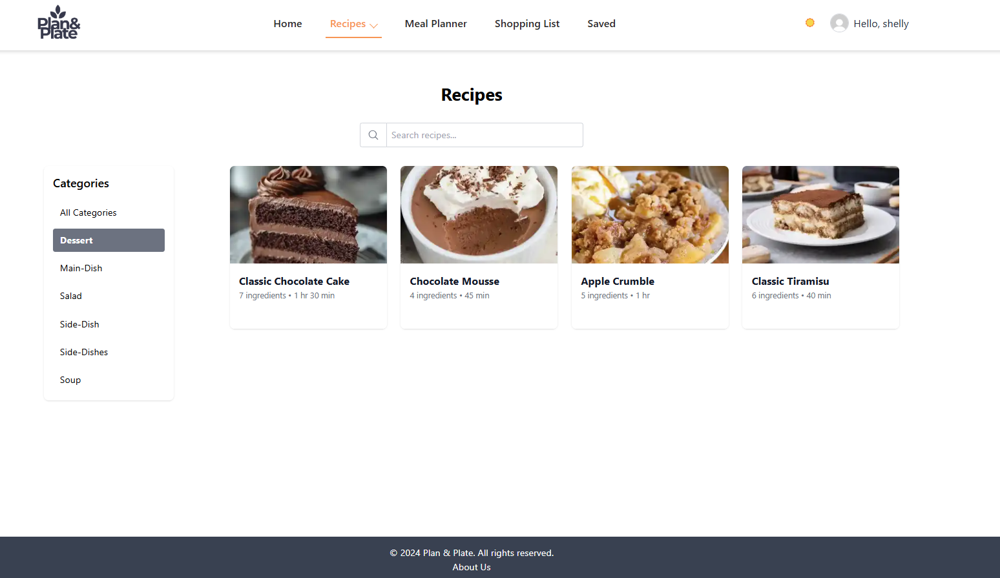 Plan&
Plate
Home
Recipes
Meal Planner
Shopping List
Saved
Hello, shelly
Recipes
Search recipes...
Categories
All Categories
Dessert
Main-Dish
Salad
Side-Dish
Side-Dishes
Soup
Classic Chocolate Cake
7 ingredients • 1 hr 30 min
Chocolate Mousse
4 ingredients • 45 min
Apple Crumble
5 ingredients • 1 hr
Classic Tiramisu
6 ingredients • 40 min
© 2024 Plan & Plate. All rights reserved.
About Us